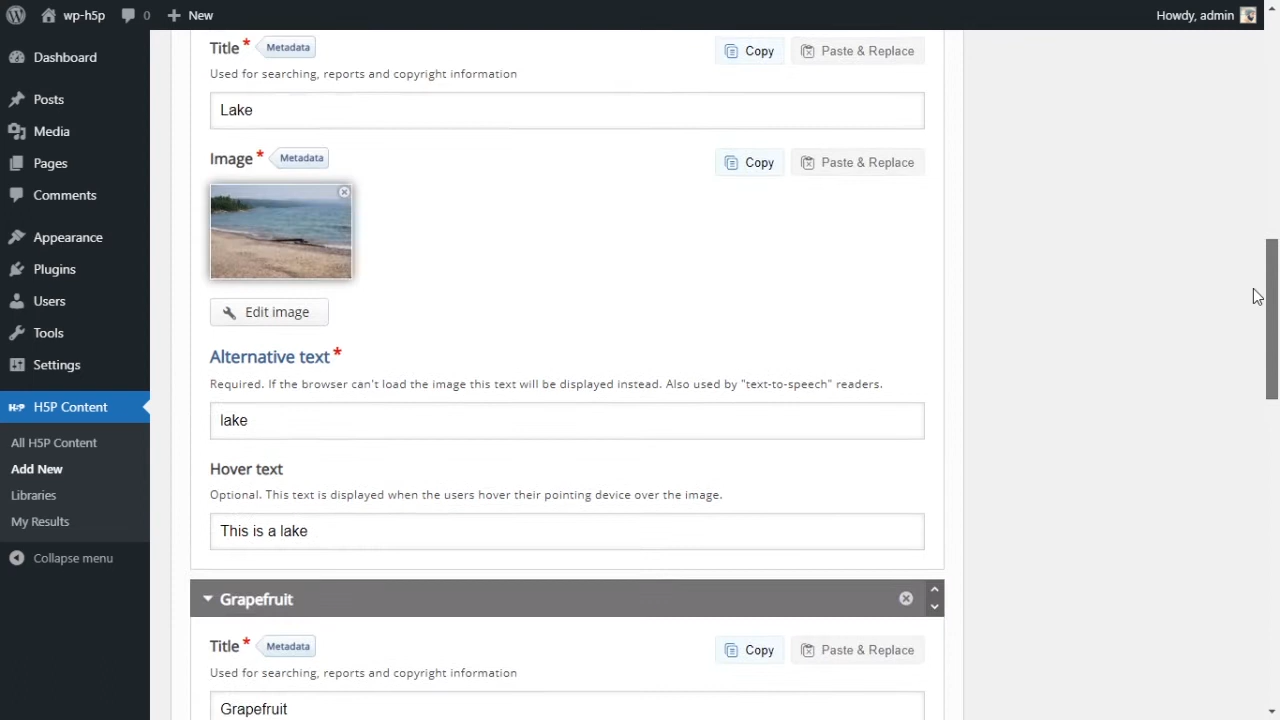 wp-h5p
0
New
Howdy, admin
Dashboard
Posts
Media
Pages
Comments
Appearance
Plugins
Users
Tools
Settings
H5P
H5P Content
All H5P Content
Add New
Libraries
My Results
Collapse menu
Title * Metadata
Copy
Paste & Replace
Used for searching, reports and copyright information
Lake
Image * Metadata
Copy
Paste & Replace
Edit image
Alternative text *
Required. If the browser can't load the image this text will be displayed instead. Also used by "text-to-speech" readers.
lake
Hover text
Optional. This text is displayed when the users hover their pointing device over the image.
This is a lake
Grapefruit
Title * Metadata
Copy
Paste & Replace
Used for searching, reports and copyright information
Grapefruit